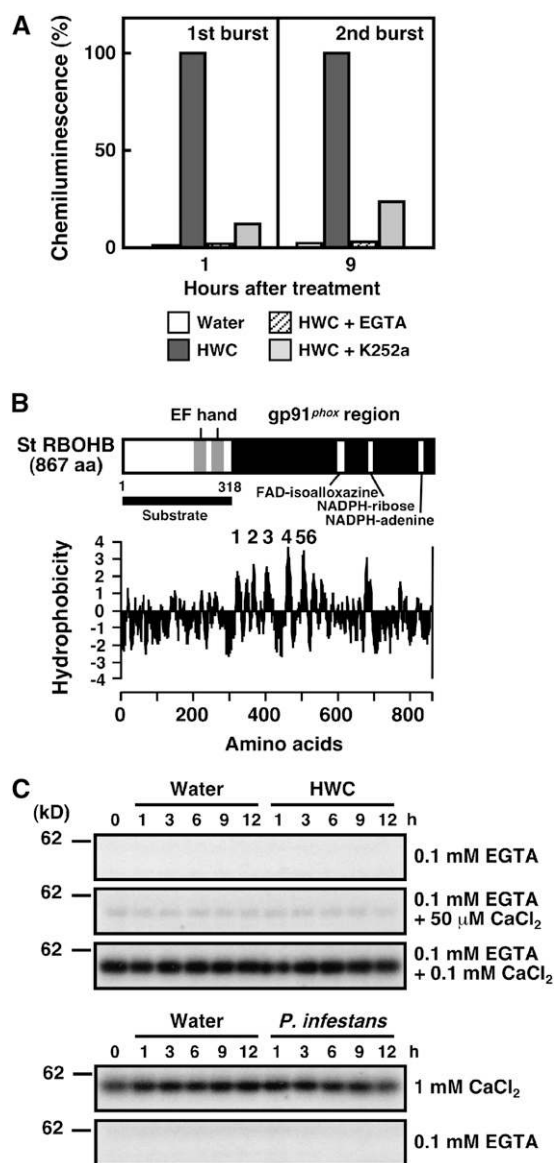 A
1st burst 2nd burst
Chemiluminescence (%)
100
50
0
1 9
Hours after treatment
Water HWC + EGTA
HWC HWC + K252a
B
EF hand gp91phox region
St RBOHB
(867 aa)
1 318
Substrate
FAD-isoalloxazine
NADPH-ribose
NADPH-adenine
1 2 3 4 56
Hydrophobicity
4
3
2
1
0
-1
-2
-3
-4
0 200 400 600 800
Amino acids
C
Water HWC
(kD) 0 1 3 6 9 12 1 3 6 9 12 h
62
0.1 mM EGTA
62
0.1 mM EGTA
+ 50 μM CaCl2
62
0.1 mM EGTA
+ 0.1 mM CaCl2
Water P. infestans
0 1 3 6 9 12 1 3 6 9 12 h
62
1 mM CaCl2
62
0.1 mM EGTA